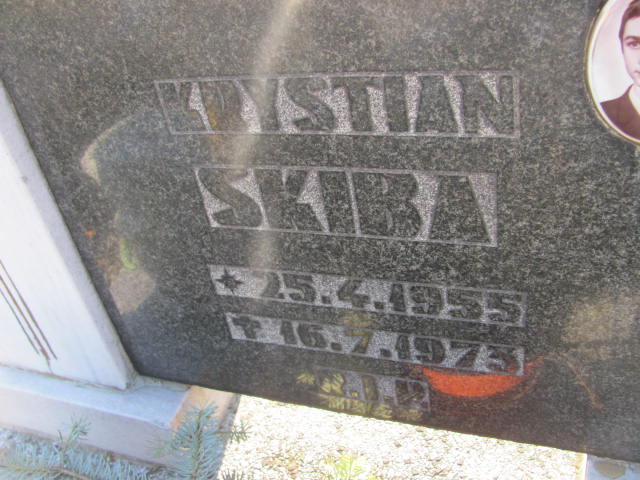 KRYSTIAN
SKIBA
* 25.4.1955
✝ 16.7.1973